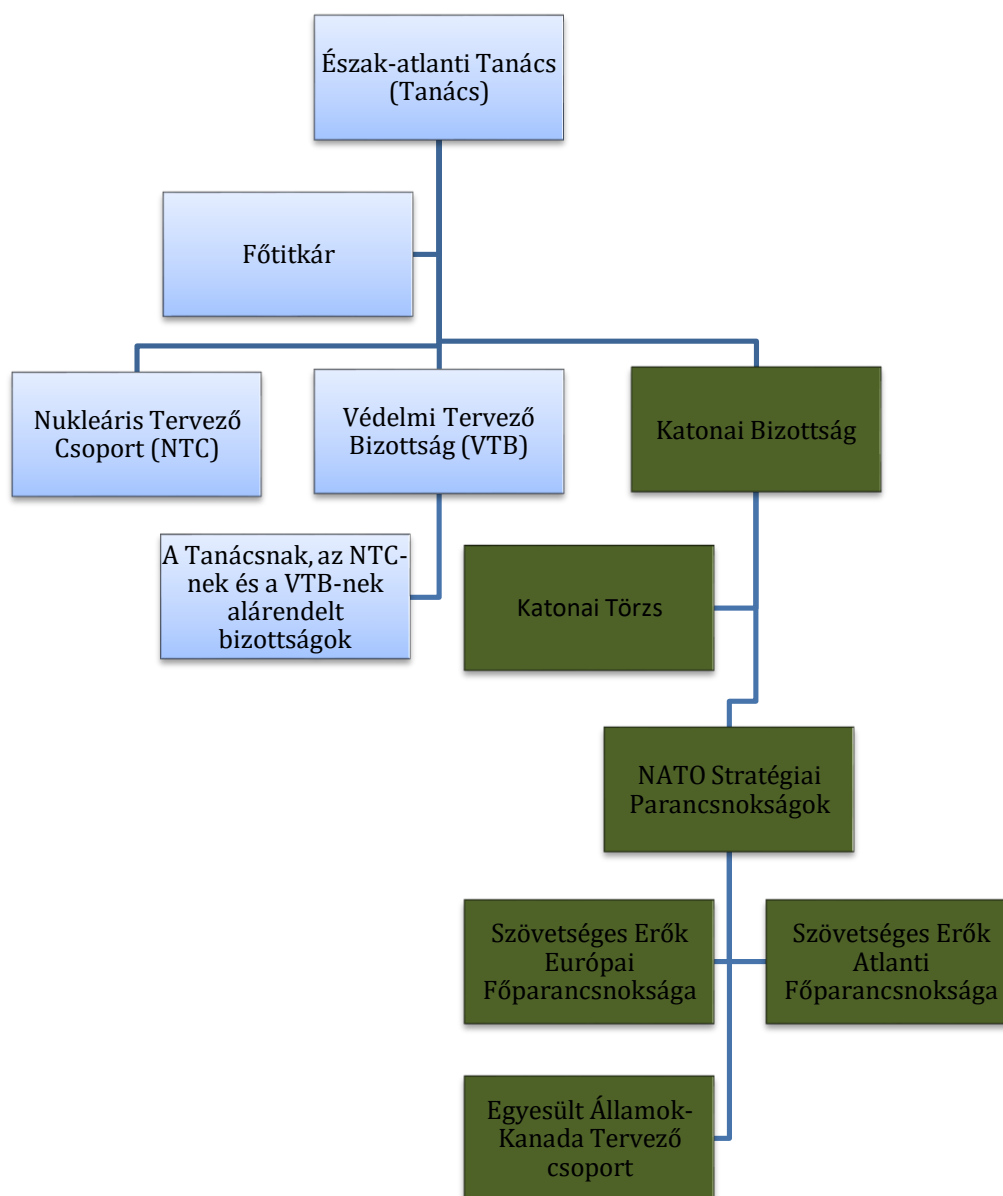 Észak-atlanti Tanács
(Tanács)
Főtitkár
Nukleáris Tervező
Csoport (NTC)
Védelmi Tervező
Bizottság (VTB)
Katonai Bizottság
A Tanácsnak, az NTC-
nek és a VTB-nek
alárendelt
bizottságok
Katonai Törzs
NATO Stratégiai
Parancsnokságok
Szövetséges Erők
Európai
Főparancsnoksága
Szövetséges Erők
Atlanti
Főparancsnoksága
Egyesült Államok-
Kanada Tervező
csoport